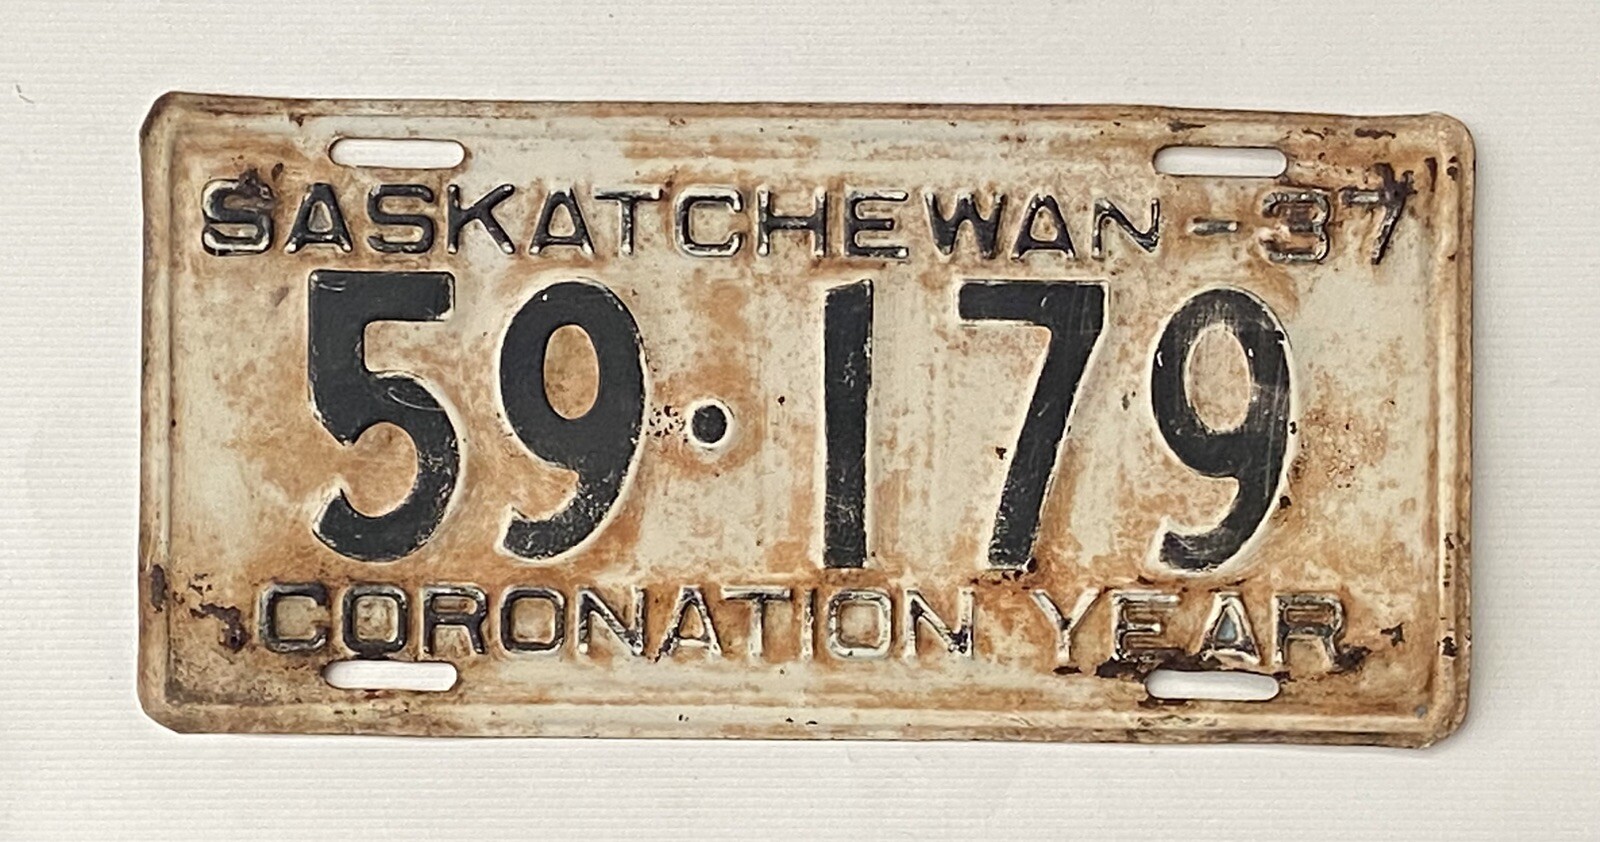 SASKATCHEWAN-37
59·179
CORONATION YEAR